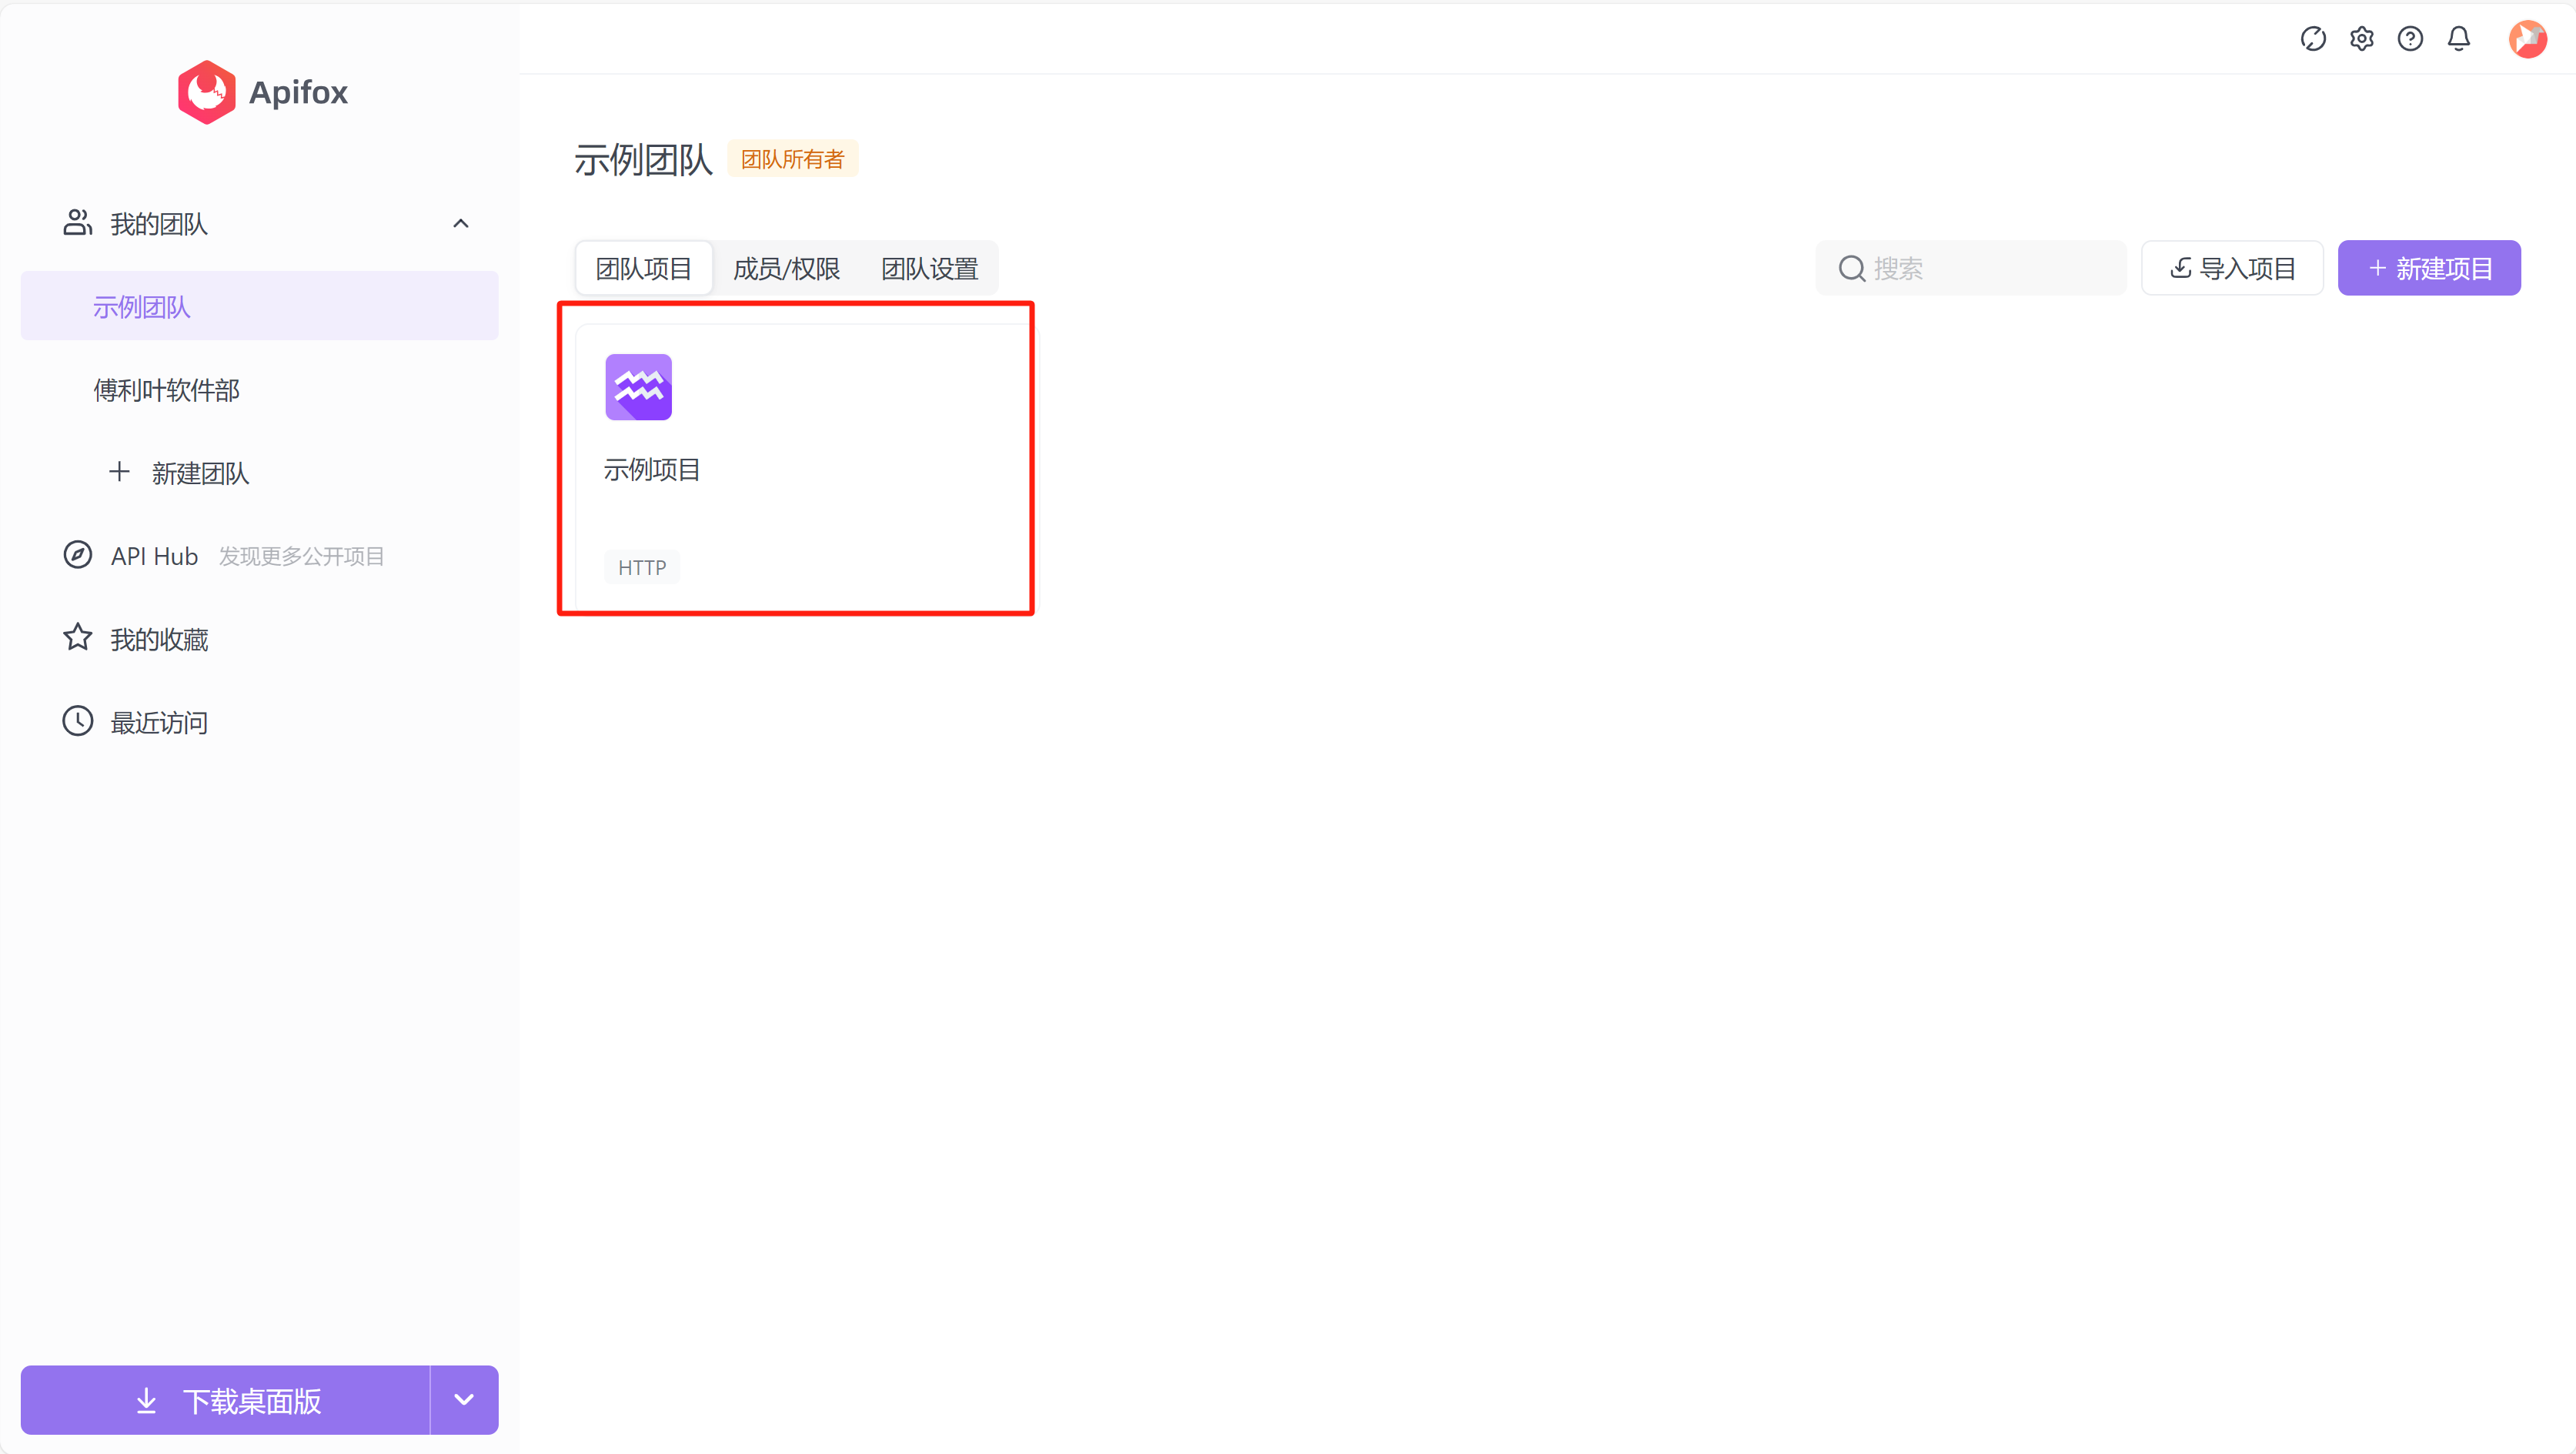 Apifox
我的团队
示例团队
傅利叶软件部
新建团队
API Hub 发现更多公开项目
我的收藏
最近访问
下载桌面版
示例团队 团队所有者
团队项目 成员/权限 团队设置
搜索 导入项目 + 新建项目
示例项目
HTTP